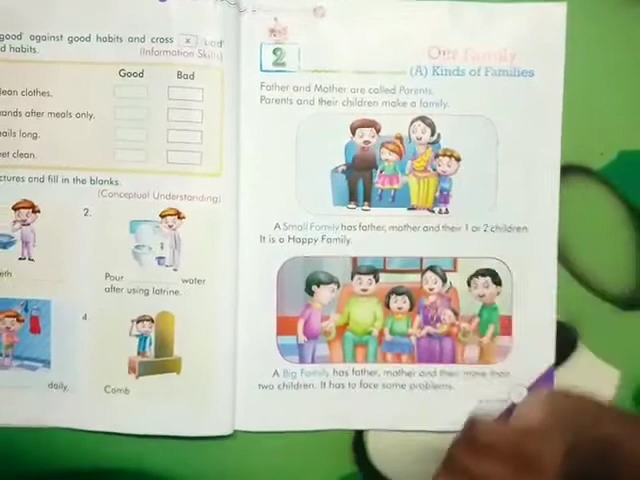 good against good habits and cross x bad
d habits.
(Information Skills)
Good Bad
lean clothes.
ands after meals only.
ails long.
et clean.
ctures and fill in the blanks.
(Conceptual Understanding)
2.
eth
Pour ______ water
after using latrine.
4
daily.
Comb
2
Our Family
(A) Kinds of Families
Father and Mother are called Parents.
Parents and their children make a family.
A Small Family has father, mother and their 1 or 2 children.
It is a Happy Family.
A Big Family has father, mother and their more than
two children. It has to face some problems.